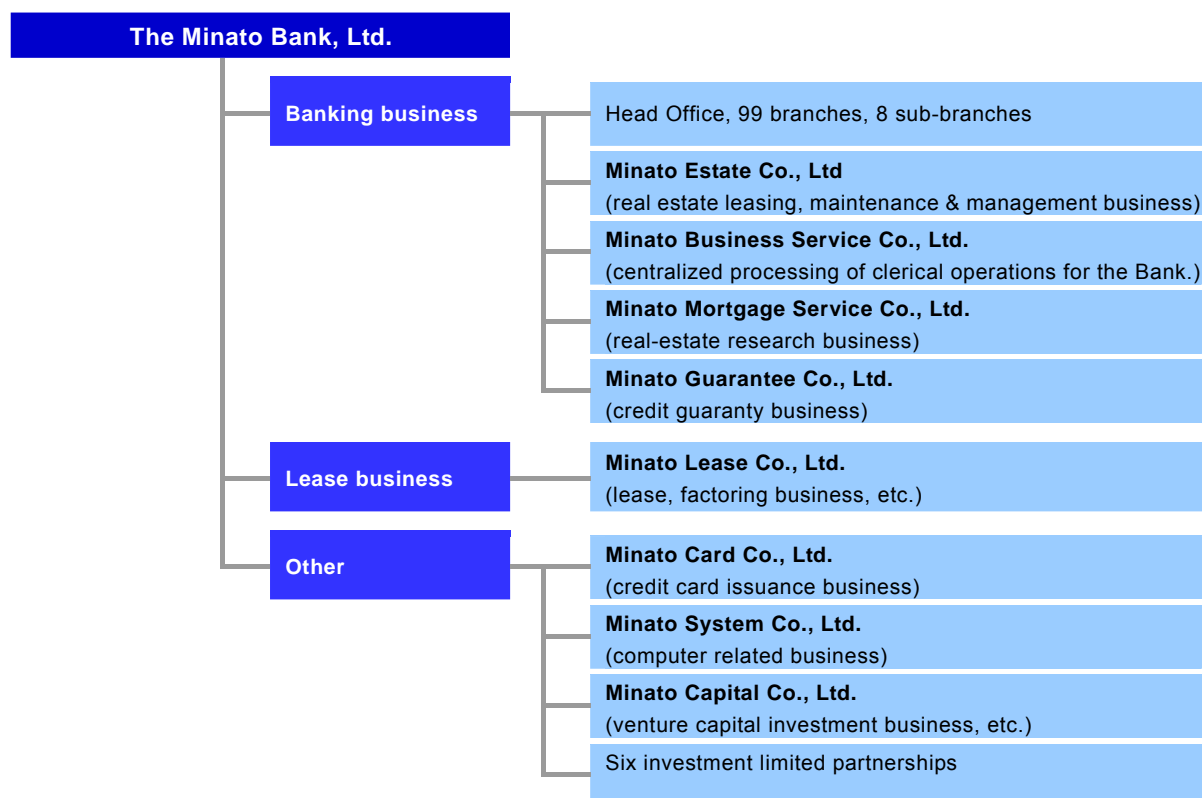 The Minato Bank, Ltd.
Banking business
Head Office, 99 branches, 8 sub-branches
Minato Estate Co., Ltd
(real estate leasing, maintenance & management business)
Minato Business Service Co., Ltd.
(centralized processing of clerical operations for the Bank.)
Minato Mortgage Service Co., Ltd.
(real-estate research business)
Minato Guarantee Co., Ltd.
(credit guaranty business)
Lease business
Minato Lease Co., Ltd.
(lease, factoring business, etc.)
Other
Minato Card Co., Ltd.
(credit card issuance business)
Minato System Co., Ltd.
(computer related business)
Minato Capital Co., Ltd.
(venture capital investment business, etc.)
Six investment limited partnerships